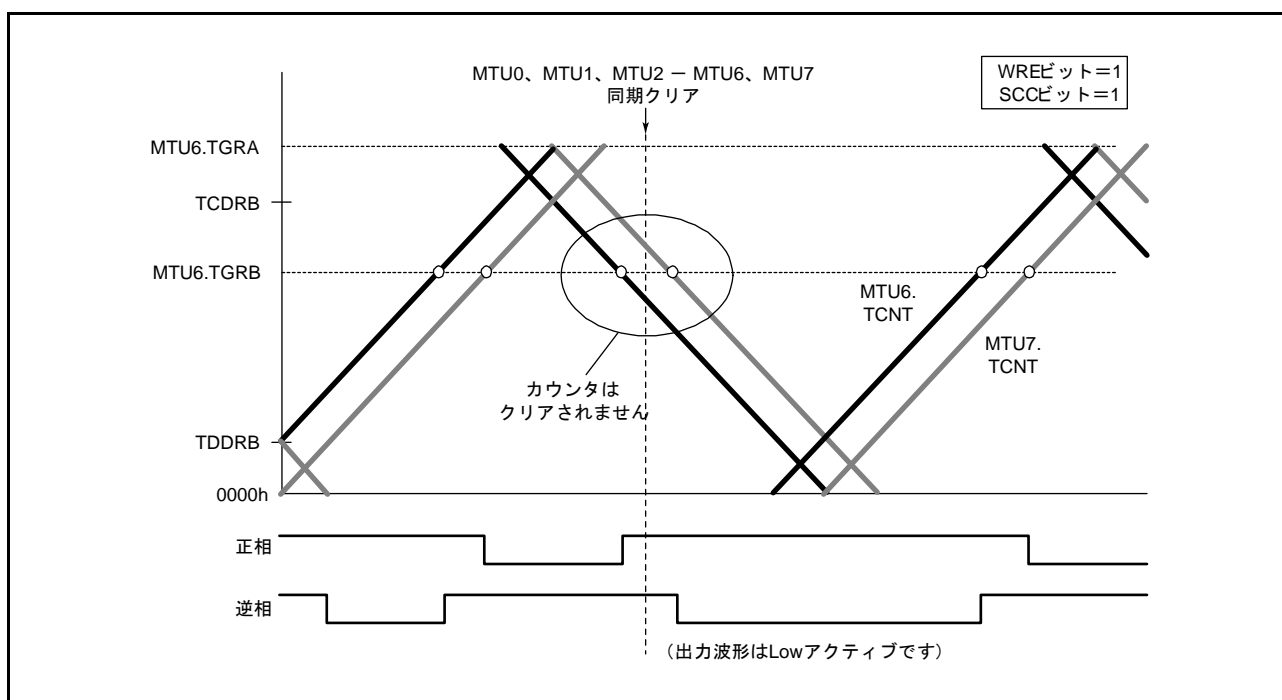 MTU0、MTU1、MTU2 － MTU6、MTU7
同期クリア
WREビット＝1
SCCビット＝1
MTU6.TGRA
TCDRB
MTU6.TGRB
MTU6.
TCNT
MTU7.
TCNT
カウンタは
クリアされません
TDDRB
0000h
正相
逆相
（出力波形はLowアクティブです）